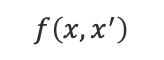 f(x, x′)